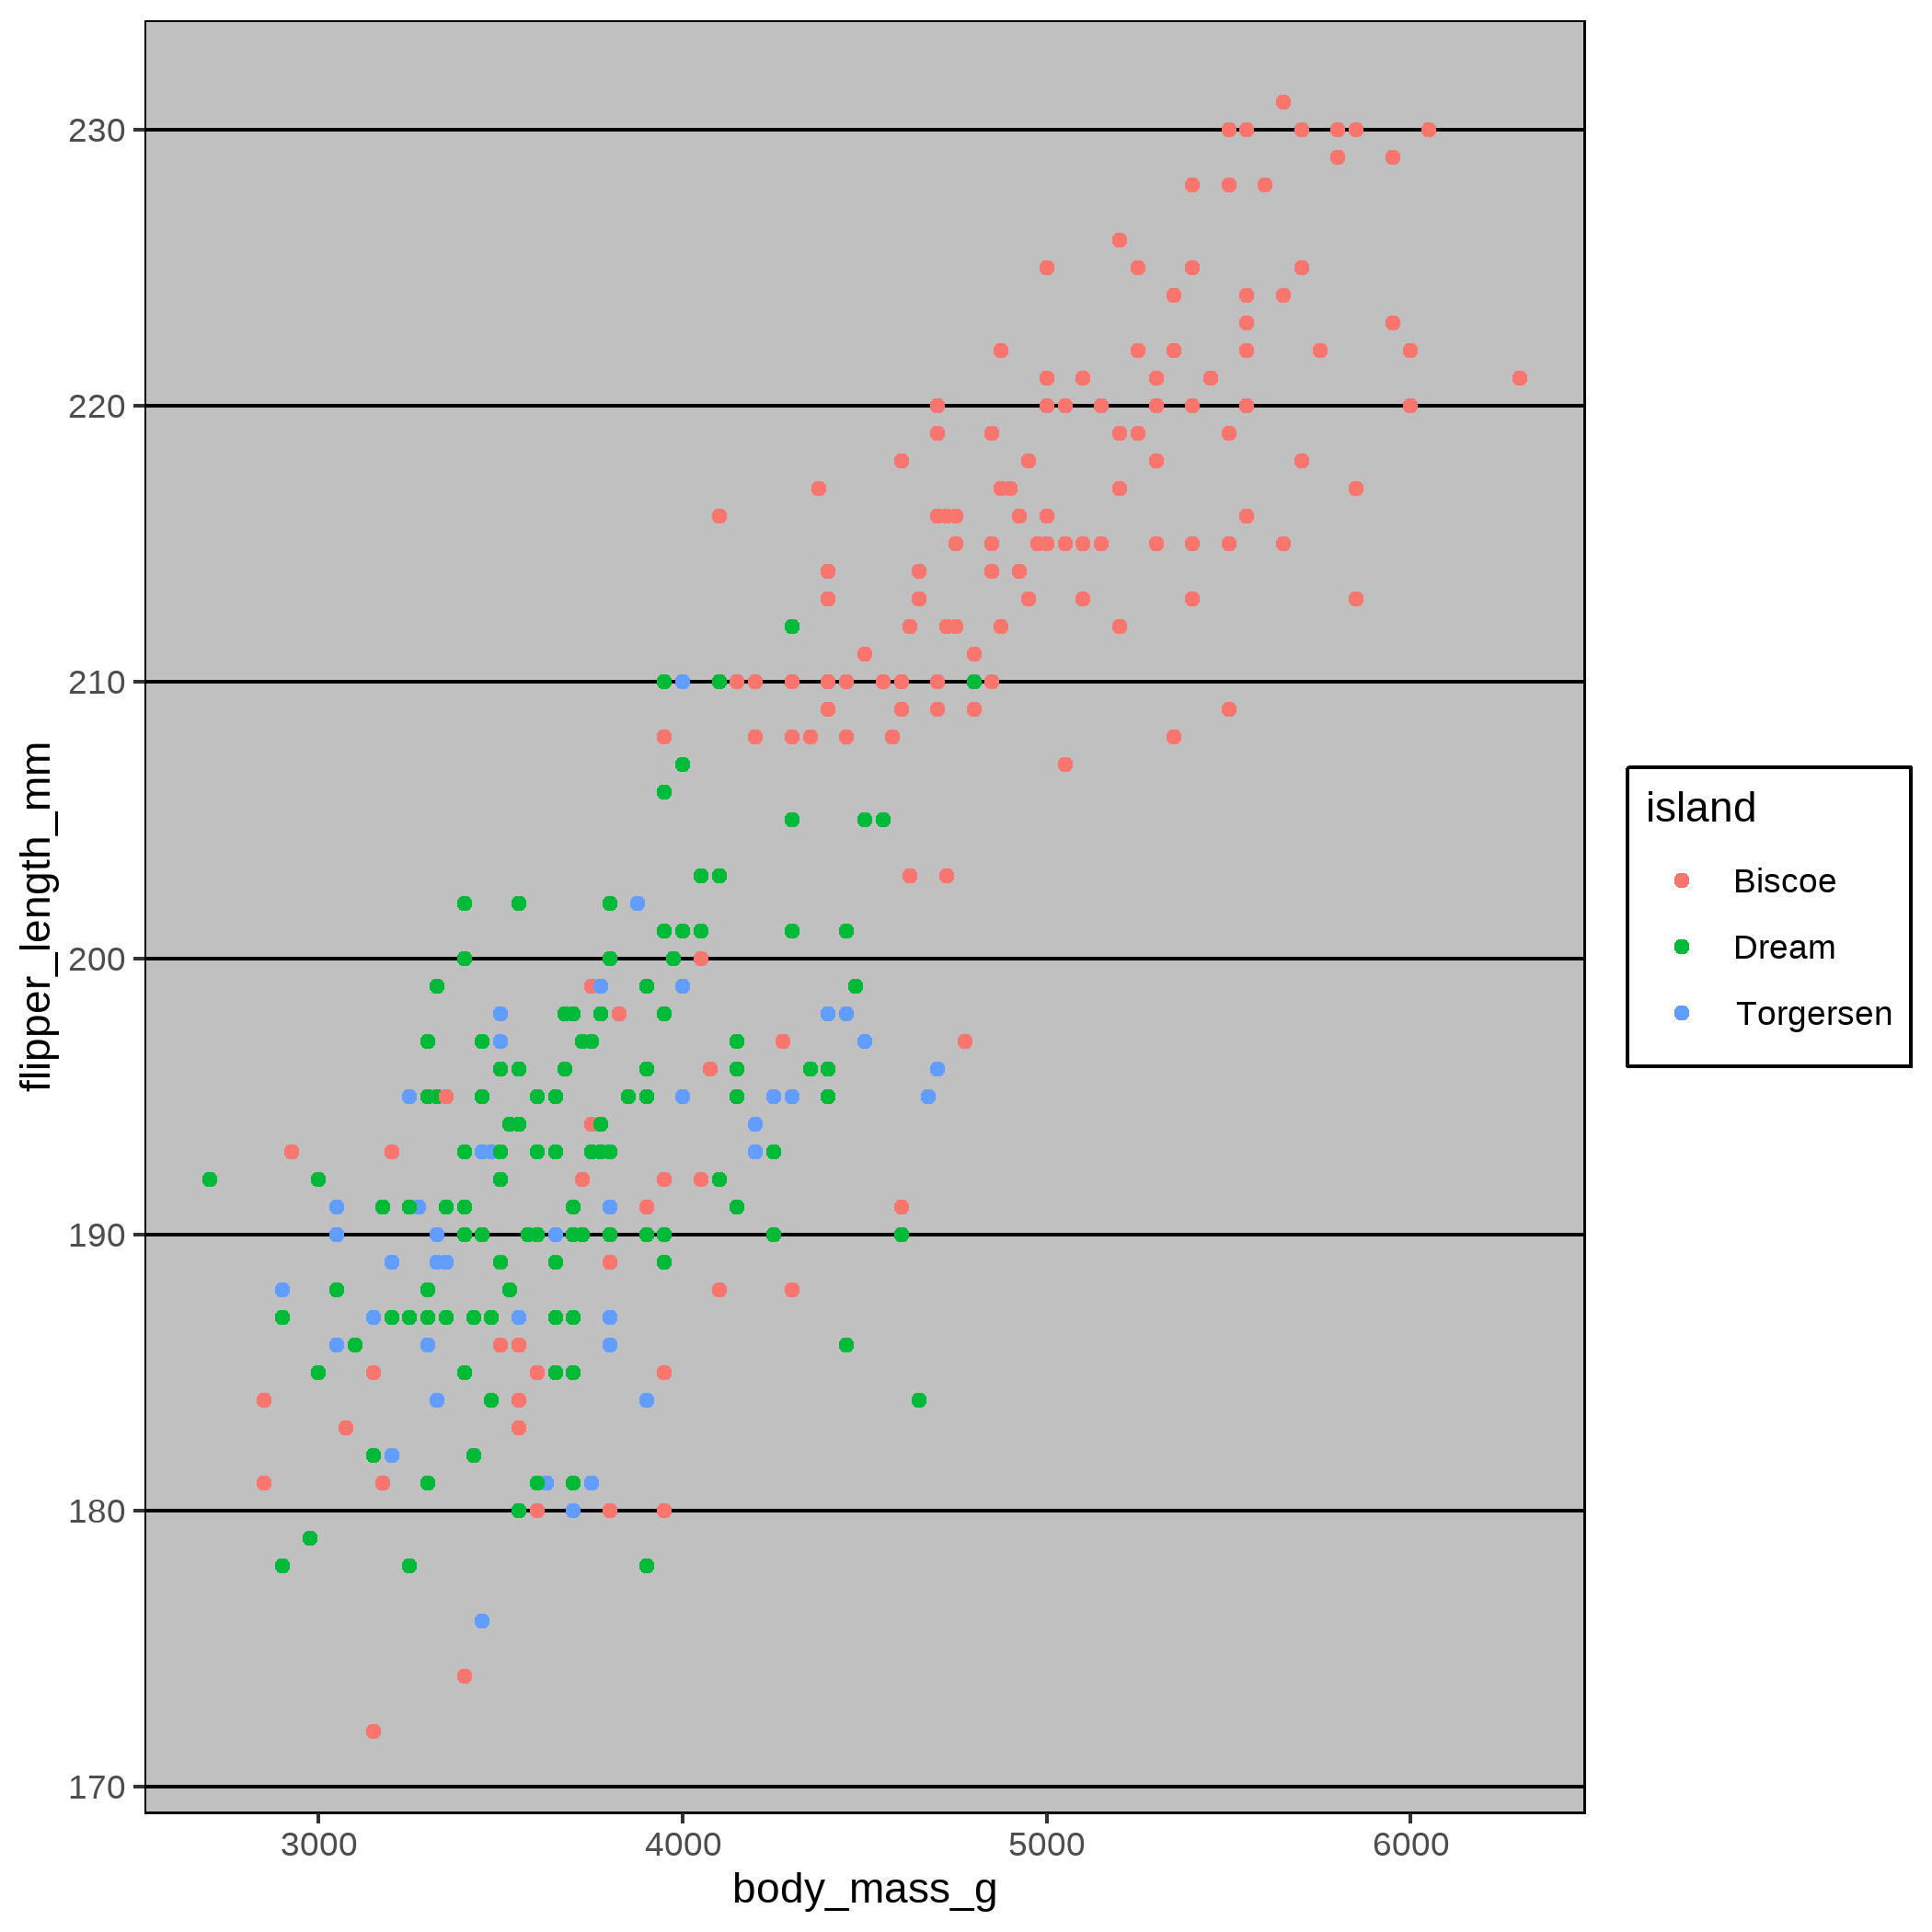 230
220
210
200
190
180
170
flipper_length_mm
3000 4000 5000 6000
body_mass_g
island
Biscoe
Dream
Torgersen